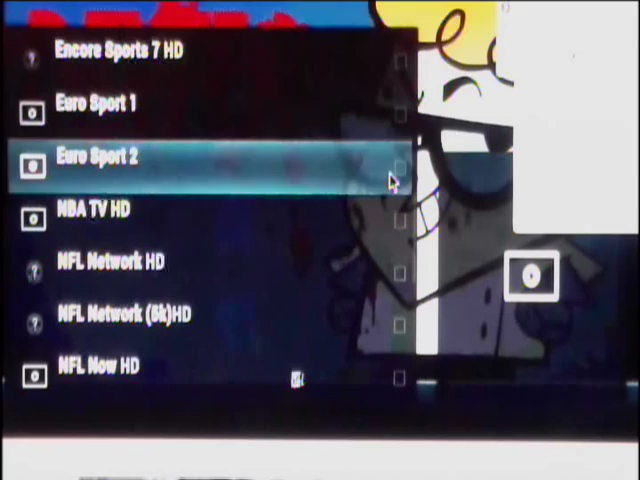 Encore Sports 7 HD
Euro Sport 1
Euro Sport 2
NBA TV HD
NFL Network HD
NFL Network (6k)HD
NFL Now HD